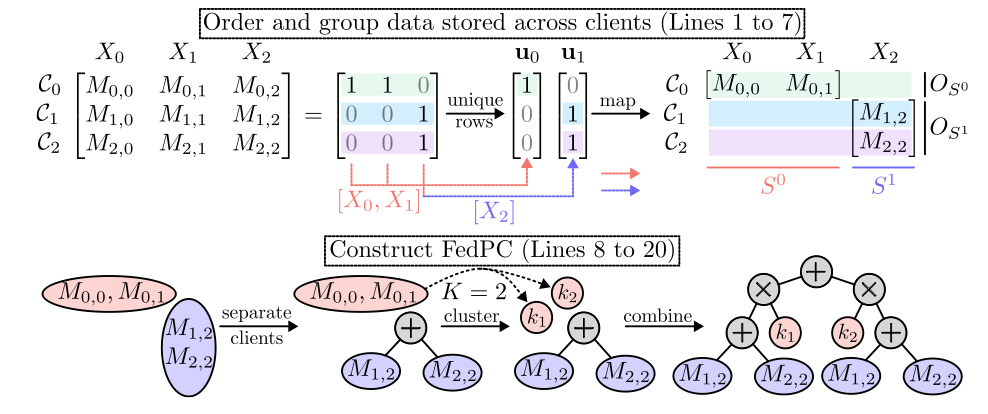 Order and group data stored across clients (Lines 1 to 7)
X₀ X₁ X₂ u₀ u₁ X₀ X₁ X₂
C₀ M₀,₀ M₀,₁ M₀,₂ 1 1 0 1 0 C₀ [M₀,₀ M₀,₁] O_S⁰
C₁ M₁,₀ M₁,₁ M₁,₂ = 0 0 1 unique rows 0 1 map C₁ M₁,₂ O_S¹
C₂ M₂,₀ M₂,₁ M₂,₂ 0 0 1 0 1 C₂ M₂,₂
[X₀, X₁] [X₂] S⁰ S¹
Construct FedPC (Lines 8 to 20)
M₀,₀, M₀,₁ M₀,₀, M₀,₁ K = 2 k₂ k₁ +
× ×
M₁,₂ separate + cluster + combine + k₁ k₂ +
M₂,₂ clients
M₁,₂ M₂,₂ M₁,₂ M₂,₂ M₁,₂ M₂,₂ M₁,₂ M₂,₂